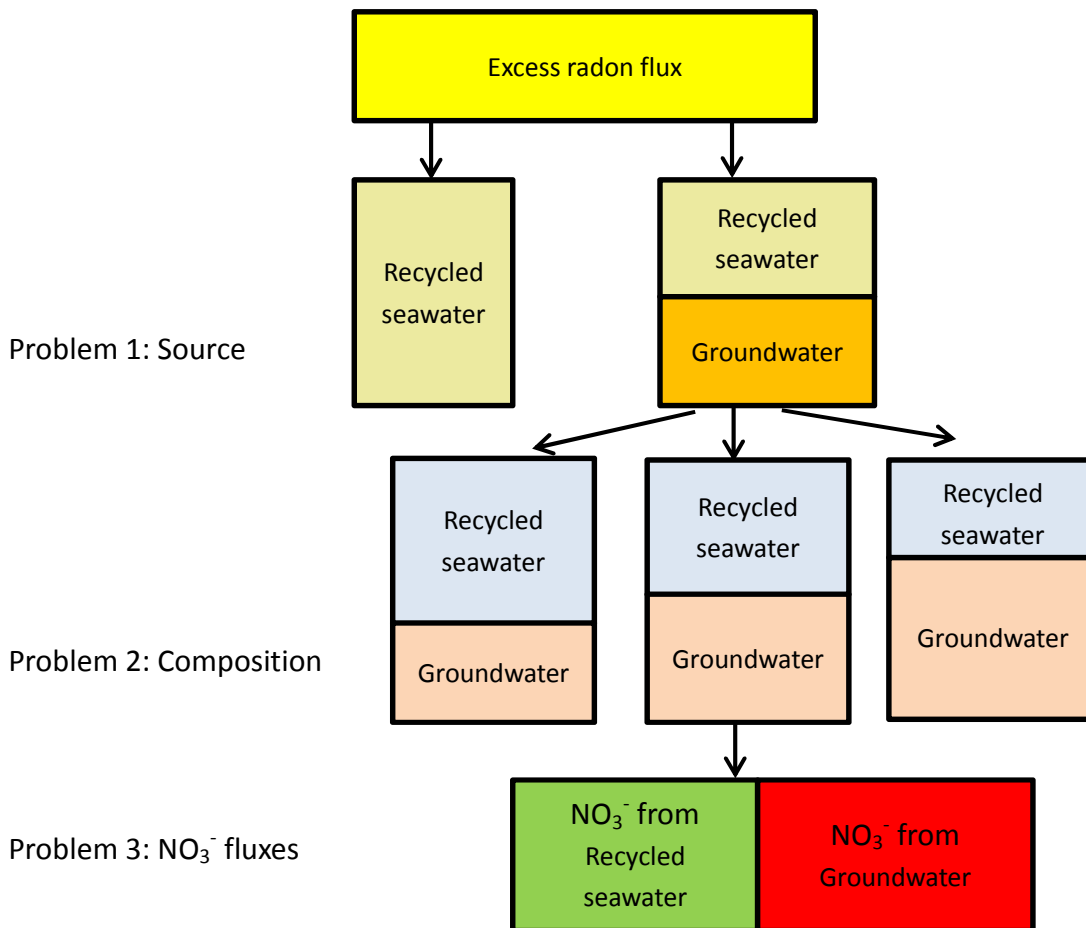 Excess radon flux
Recycled
seawater
Recycled
seawater
Groundwater
Problem 1: Source
Recycled
seawater
Groundwater
Recycled
seawater
Groundwater
Recycled
seawater
Groundwater
Problem 2: Composition
NO₃⁻ from
Recycled
seawater
NO₃⁻ from
Groundwater
Problem 3: NO₃⁻ fluxes